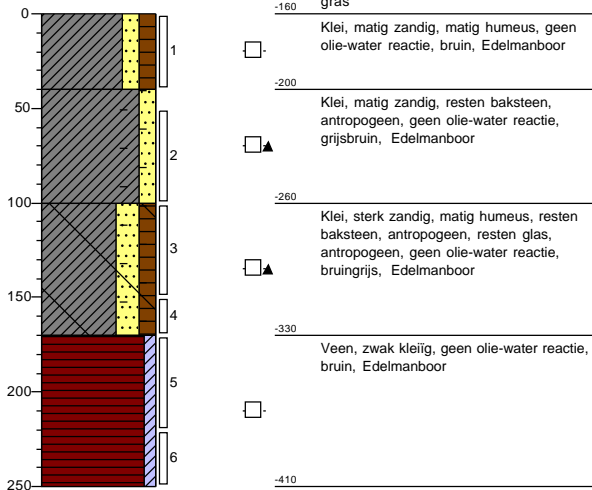 gras
0
-160
Klei, matig zandig, matig humeus, geen
olie-water reactie, bruin, Edelmanboor
1
-200
50
Klei, matig zandig, resten baksteen,
antropogeen, geen olie-water reactie,
grijsbruin, Edelmanboor
2
100
-260
Klei, sterk zandig, matig humeus, resten
baksteen, antropogeen, resten glas,
antropogeen, geen olie-water reactie,
bruingrijs, Edelmanboor
3
150
4
-330
Veen, zwak kleiïg, geen olie-water reactie,
bruin, Edelmanboor
5
200
6
250
-410